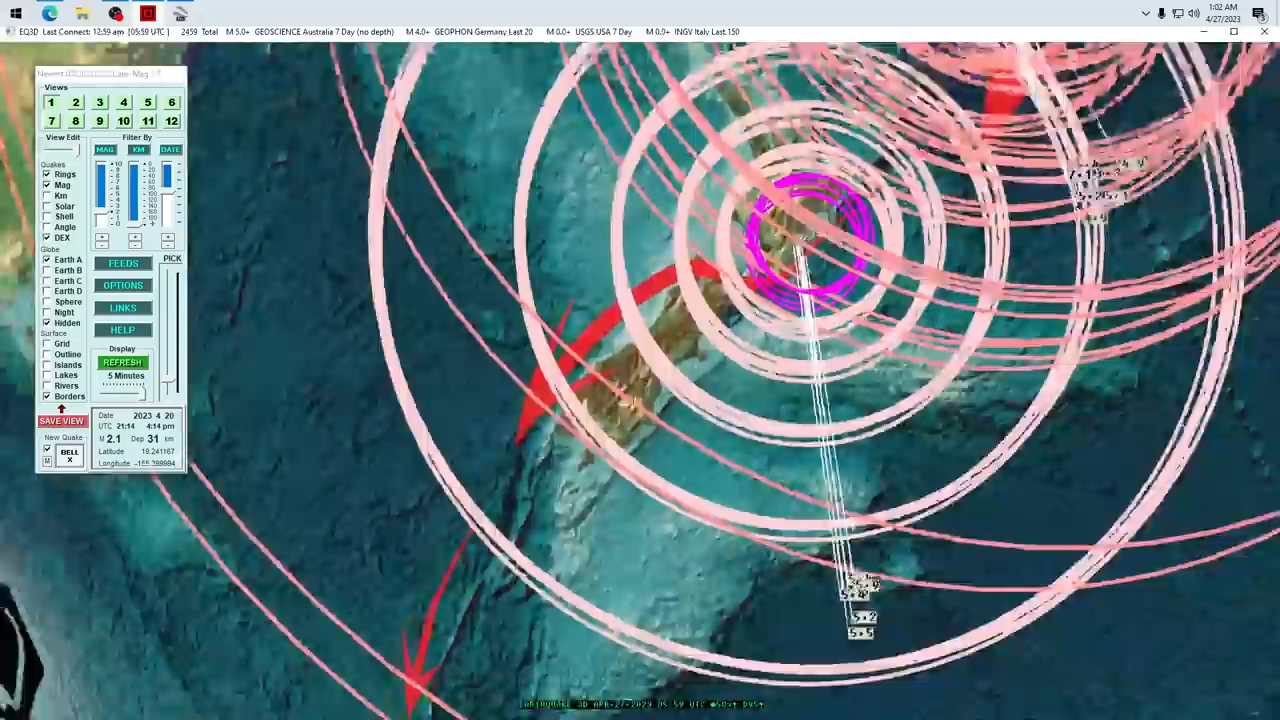 1:02 AM
4/27/2023
3
EQ3D Last Connect: 12:59 am [05:59 UTC] 2459 Total M 5.0+ GEOSCIENCE Australia 7 Day (no depth) M 4.0+ GEOPHON Germany Last 20 M 0.0+ USGS USA 7 Day M 0.0+ INGV Italy Last 150
Views
1 2 3 4 5 6
7 8 9 10 11 12
View Edit Filter By
MAG KM DATE
Quakes
Rings
Mag
Km
Solar
Shell
Angle
DEX
Globe
Earth A
Earth B
Earth C
Earth D
Sphere
Night
Hidden
Surface
Grid
Outline
Islands
Lakes
Rivers
Borders
PICK
FEEDS
OPTIONS
LINKS
HELP
Display
REFRESH
5 Minutes
SAVE VIEW
New Quake
BELL
X
M
Date 2023 4 20
UTC 21:14 4:14 pm
M 2.1 Dep 31 km
Latitude 19.241167
Longitude
5.2
5.5